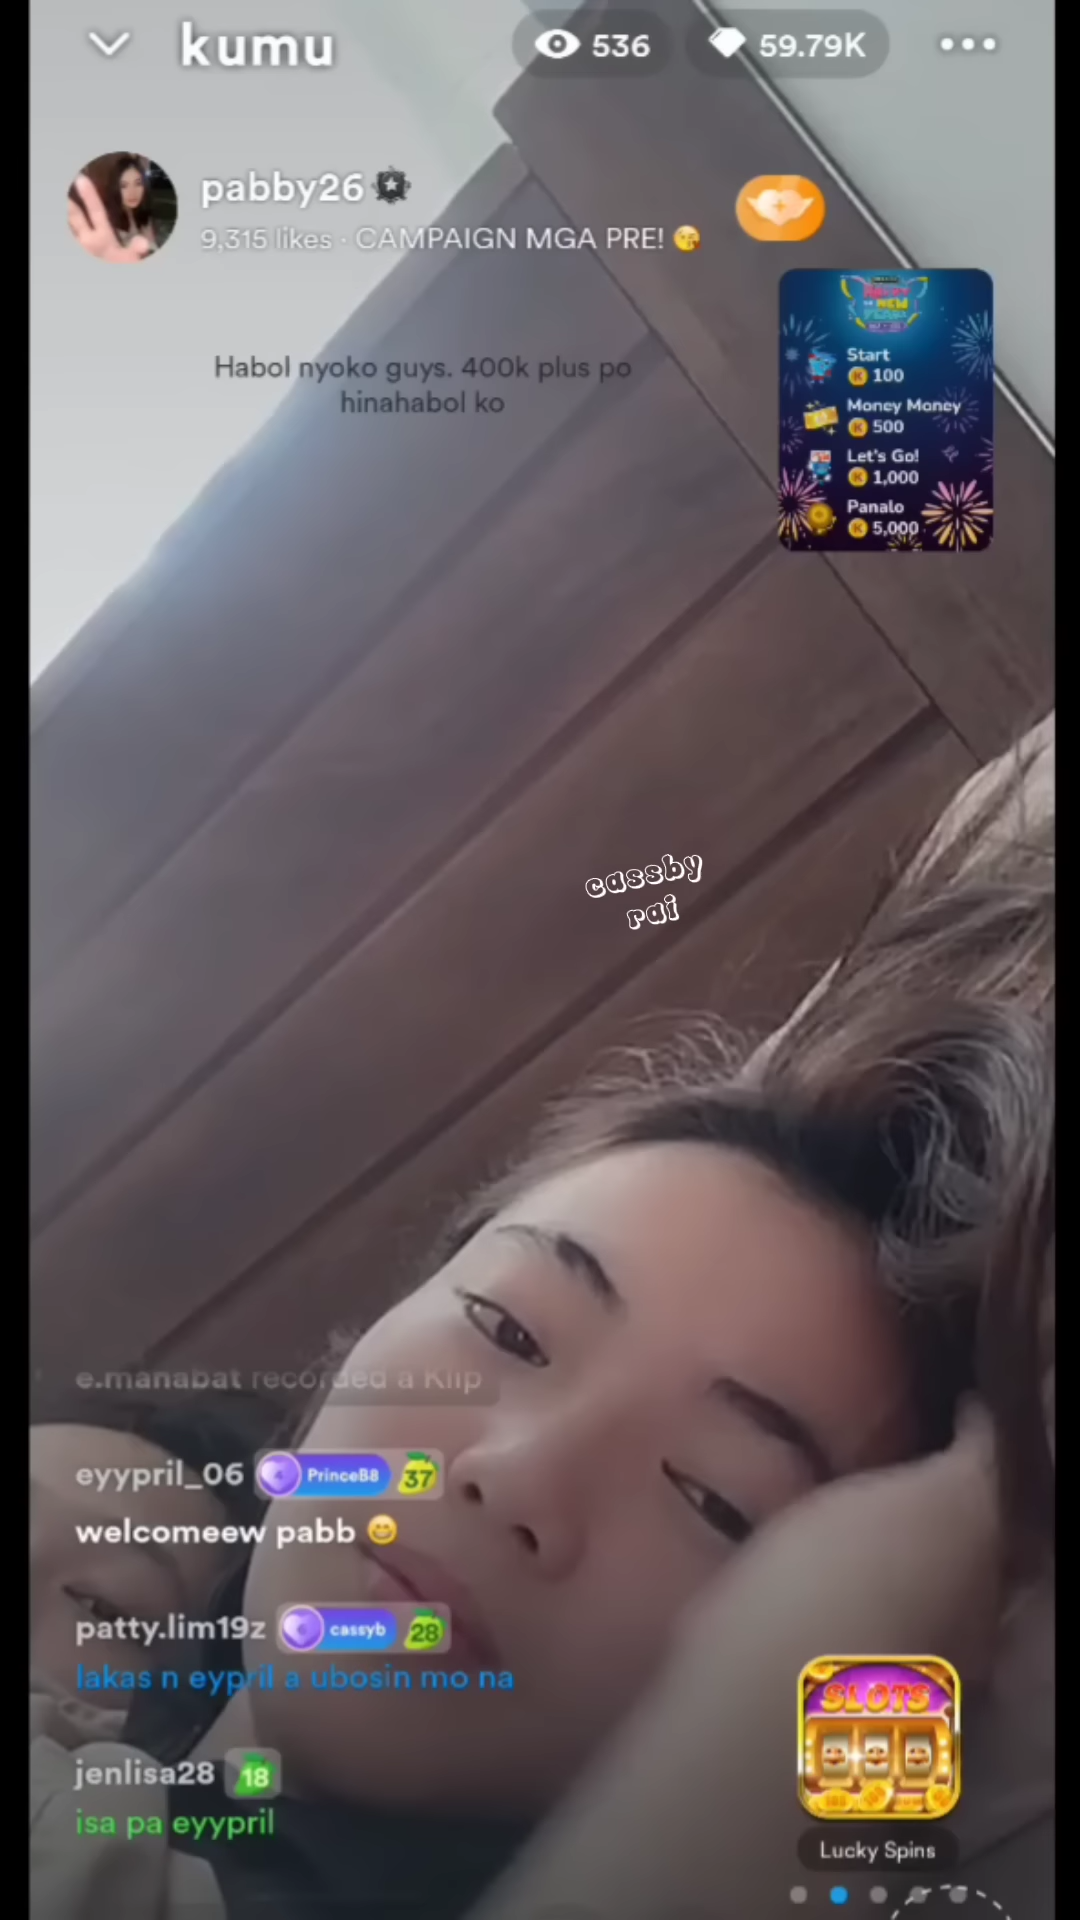 kumu
536
59.79K
pabby26
9,315 likes · CAMPAIGN MGA PRE! 😘
Start
100
Money Money
500
Let's Go!
1,000
Panalo
5,000
Habol nyoko guys. 400k plus po
hinahabol ko
cassby
rai
e.manabat recorded a Klip
eyypril_06 PrinceB8 37
welcomeew pabb 😄
patty.lim19z cassyb 28
lakas n eypril a ubosin mo na
jenlisa28 18
isa pa eyypril
SLOTS
Lucky Spins